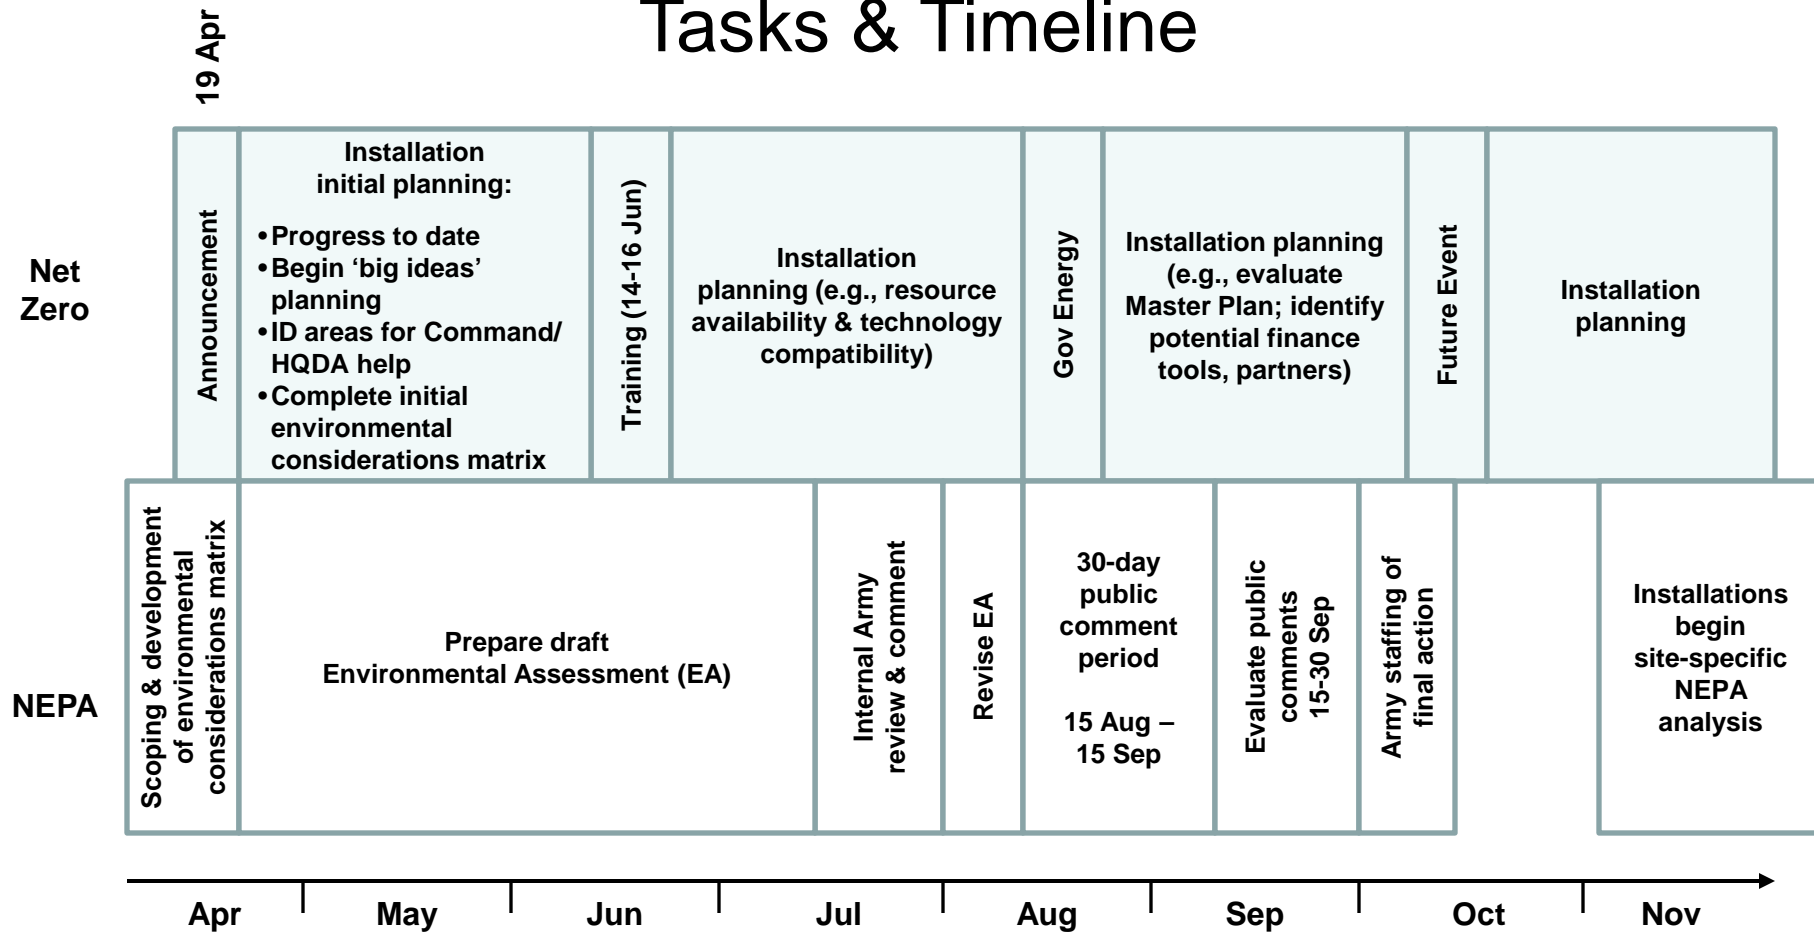 Tasks & Timeline
19 Apr
Net
Zero
Announcement
Installation
initial planning:
•Progress to date
•Begin ‘big ideas’
planning
•ID areas for Command/
HQDA help
•Complete initial
environmental
considerations matrix
Training (14-16 Jun)
Installation
planning (e.g., resource
availability & technology
compatibility)
Gov Energy
Installation planning
(e.g., evaluate
Master Plan; identify
potential finance
tools, partners)
Future Event
Installation
planning
NEPA
Scoping & development
of environmental
considerations matrix
Prepare draft
Environmental Assessment (EA)
Internal Army
review & comment
Revise EA
30-day
public
comment
period
15 Aug –
15 Sep
Evaluate public
comments
15-30 Sep
Army staffing of
final action
Installations
begin
site-specific
NEPA
analysis
Apr May Jun Jul Aug Sep Oct Nov